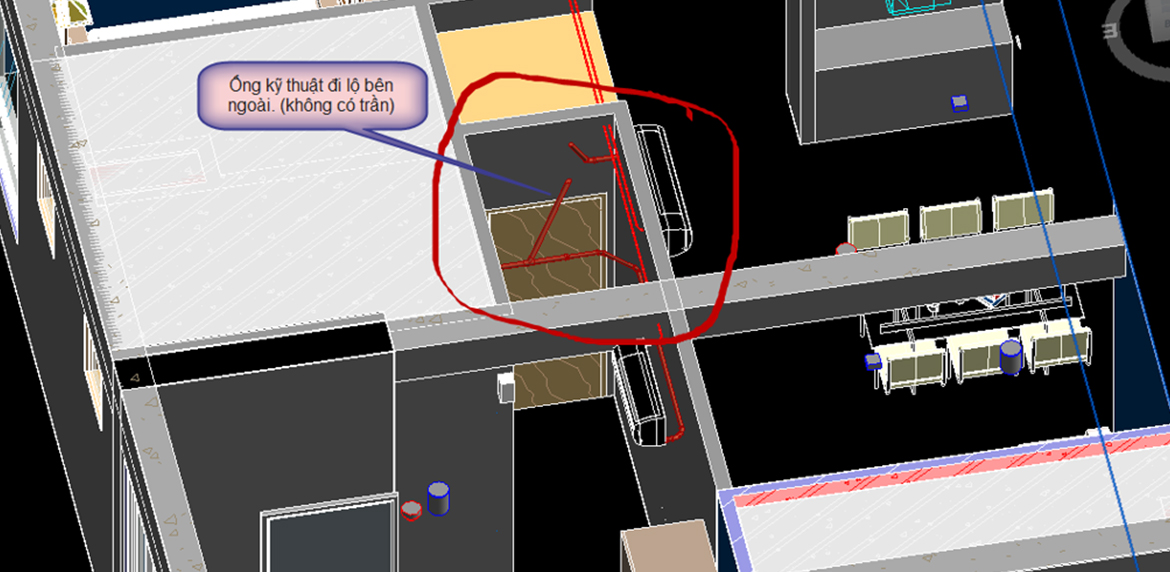 Ống kỹ thuật đi lộ bên
ngoài. (không có trần)